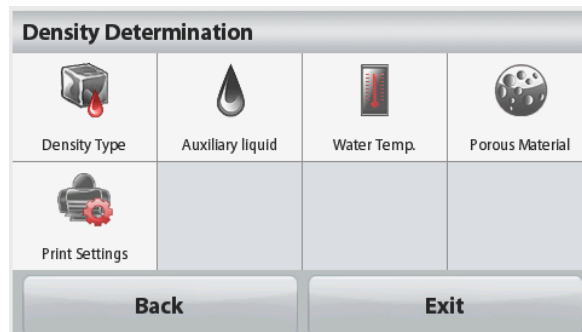 Density Determination
Density Type
Auxiliary liquid
Water Temp.
Porous Material
Print Settings
Back
Exit